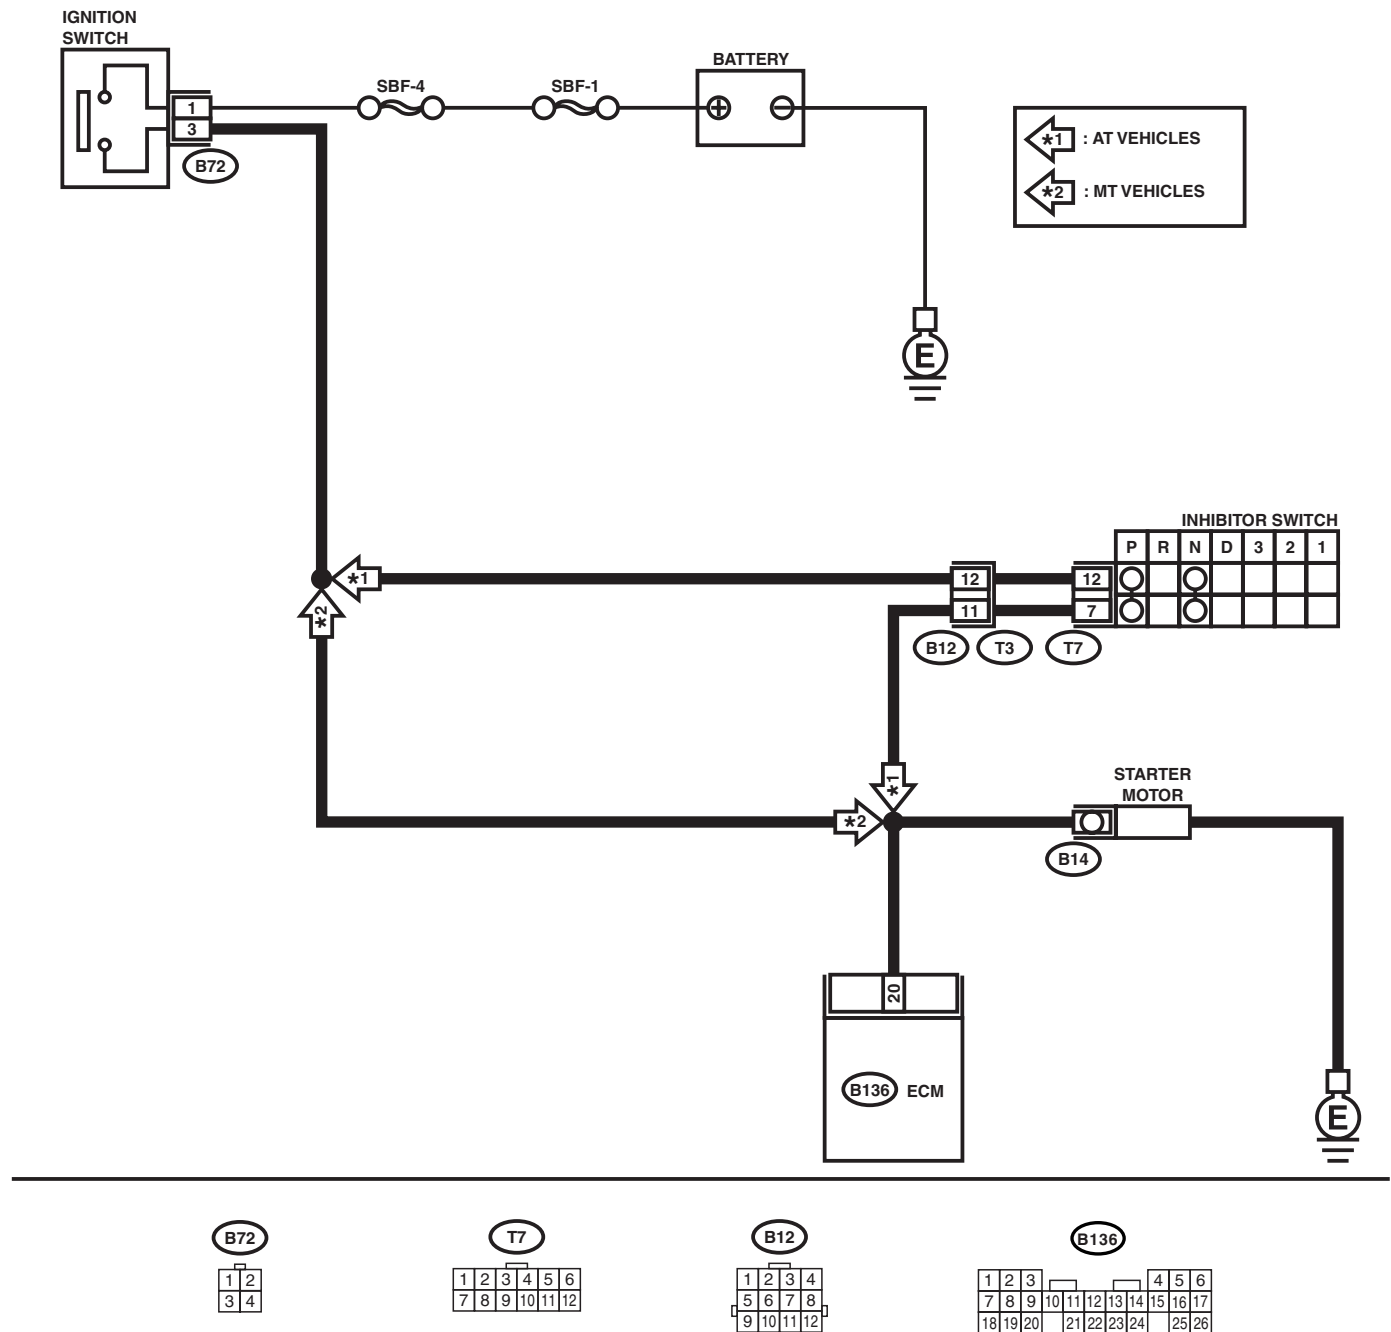 IGNITION
SWITCH
BATTERY
SBF-4
SBF-1
1
3
B72
*1 : AT VEHICLES
*2 : MT VEHICLES
E
INHIBITOR SWITCH
P R N D 3 2 1
*1
12
12
11
7
*2
B12
T3
T7
*1
STARTER
MOTOR
*2
B14
20
B136 ECM
E
B72
T7
B12
B136
1 2
3 4
1 2 3 4 5 6
7 8 9 10 11 12
1 2 3 4
5 6 7 8
9 10 11 12
1 2 3 4 5 6
7 8 9 10 11 12 13 14 15 16 17
18 19 20 21 22 23 24 25 26